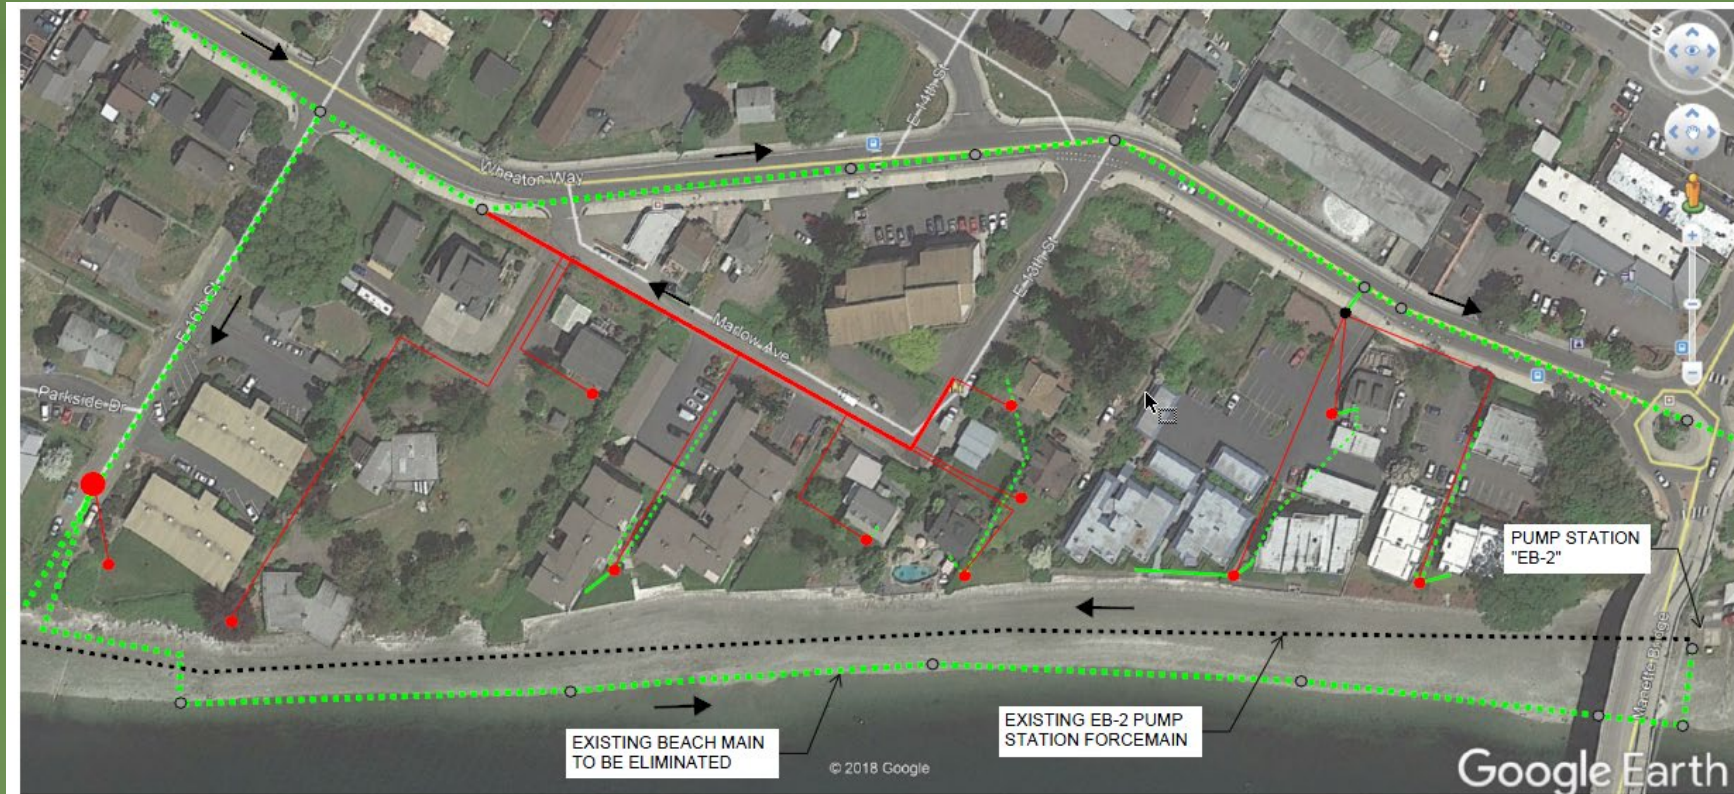 N
Wheaton Way
E 14th St
E 13th St
E 16th St
Marlow Ave
Parkside Dr
PUMP STATION
"EB-2"
Manette Bridge
EXISTING BEACH MAIN
TO BE ELIMINATED
EXISTING EB-2 PUMP
STATION FORCEMAIN
© 2018 Google
Google Earth